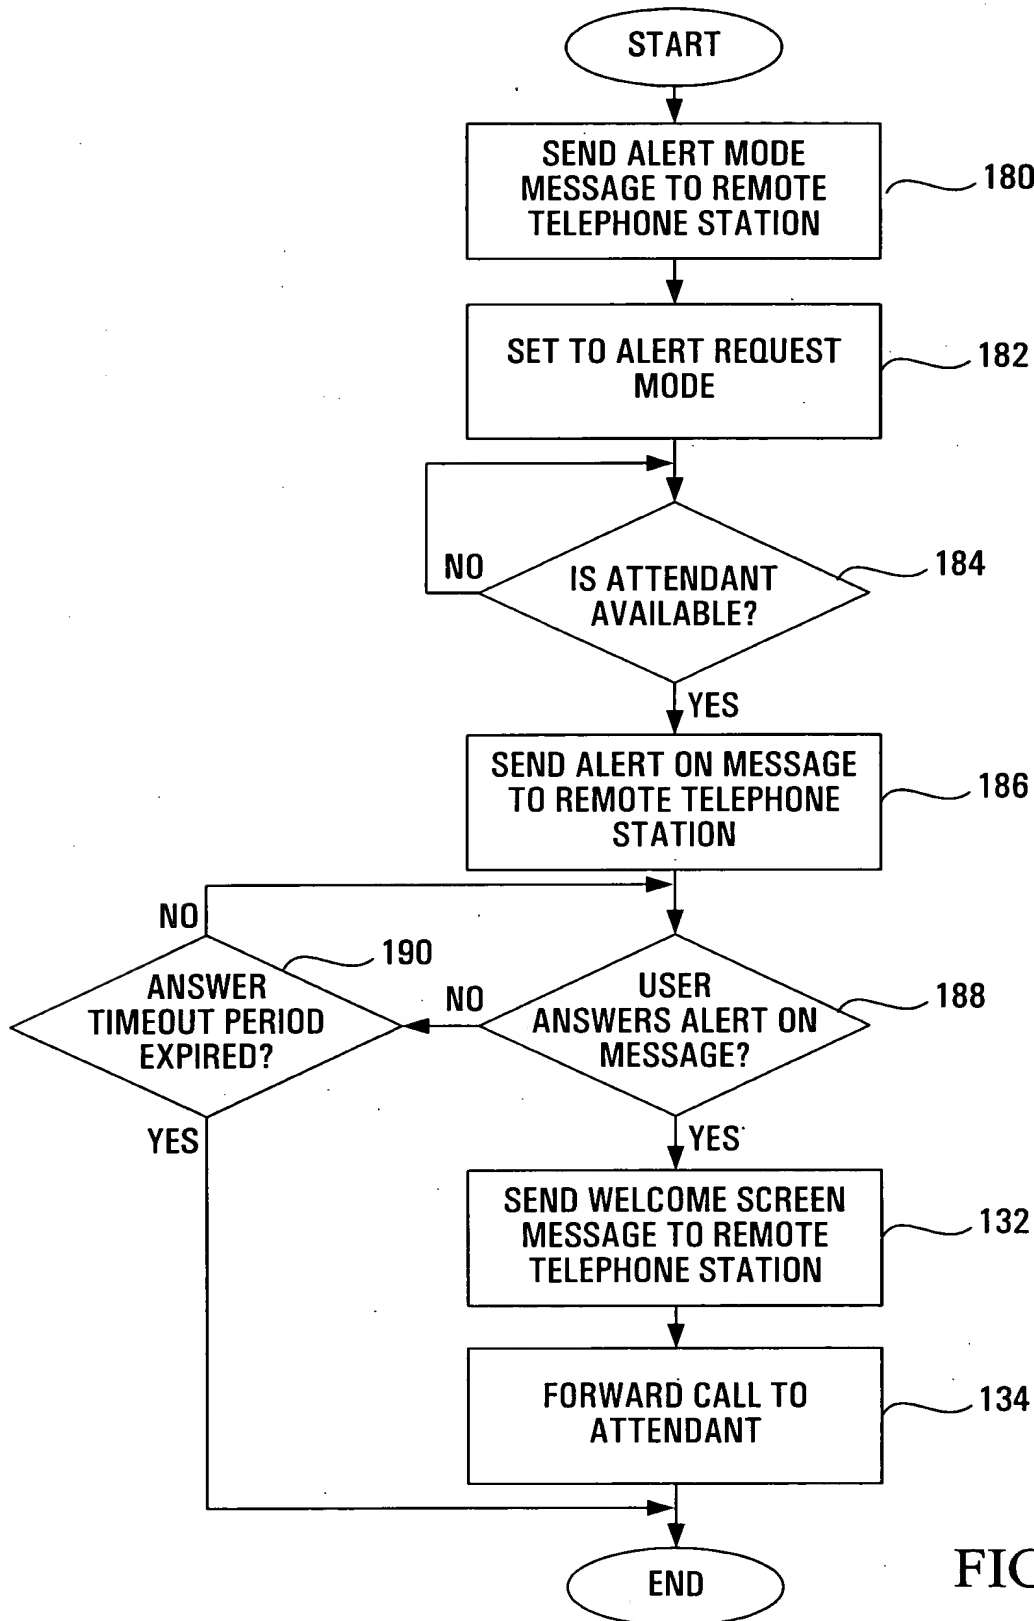 START
SEND ALERT MODE
MESSAGE TO REMOTE
TELEPHONE STATION
180
SET TO ALERT REQUEST
MODE
182
IS ATTENDANT
AVAILABLE?
184
NO
YES
SEND ALERT ON MESSAGE
TO REMOTE TELEPHONE
STATION
186
NO
190
ANSWER
TIMEOUT PERIOD
EXPIRED?
NO
USER
ANSWERS ALERT ON
MESSAGE?
188
YES
YES
SEND WELCOME SCREEN
MESSAGE TO REMOTE
TELEPHONE STATION
132
FORWARD CALL TO
ATTENDANT
134
END